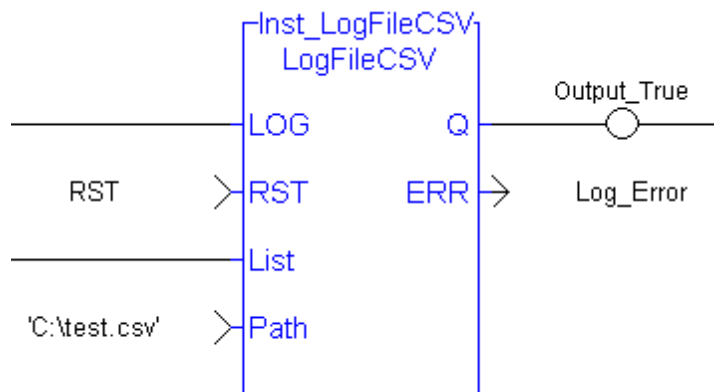 Inst_LogFileCSV
LogFileCSV
Output_True
LOG Q
RST RST ERR Log_Error
List
'C:\test.csv' Path